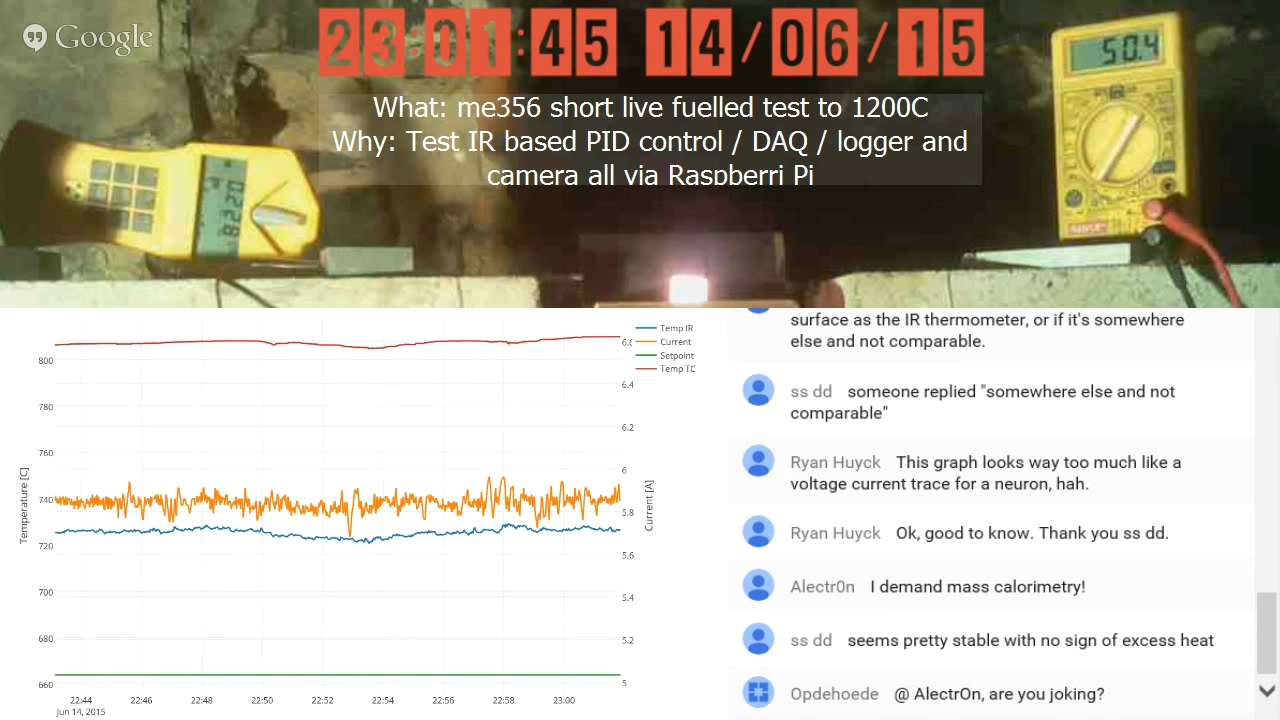 Google
23:01:45 14/06/15
50.4
What: me356 short live fuelled test to 1200C
Why: Test IR based PID control / DAQ / logger and
camera all via Raspberri Pi
Temp IR
Current
Setpoint
Temp TC
800
780
760
740
720
700
680
660
Temperature [C]
6.6
6.4
6.2
6
5.8
5.6
5.4
5.2
5
Current [A]
22:44
22:46
22:48
22:50
22:52
22:54
22:56
22:58
23:00
Jun 14, 2015
surface as the IR thermometer, or if it's somewhere
else and not comparable.
ss dd someone replied "somewhere else and not
comparable"
Ryan Huyck This graph looks way too much like a
voltage current trace for a neuron, hah.
Ryan Huyck Ok, good to know. Thank you ss dd.
Alectr0n I demand mass calorimetry!
ss dd seems pretty stable with no sign of excess heat
Opdehoede @ AlectrOn, are you joking?